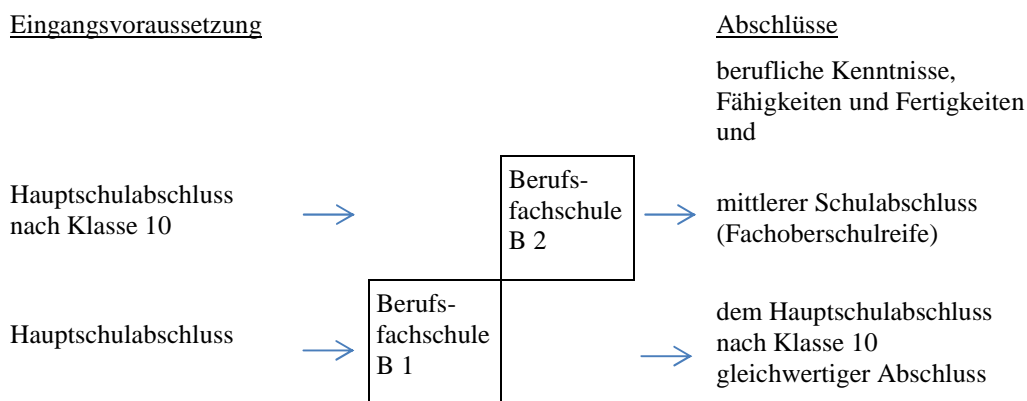 Eingangsvoraussetzung
Abschlüsse
berufliche Kenntnisse,
Fähigkeiten und Fertigkeiten
und
Hauptschulabschluss
nach Klasse 10
Berufs-
fachschule
B 2
mittlerer Schulabschluss
(Fachoberschulreife)
Hauptschulabschluss
Berufs-
fachschule
B 1
dem Hauptschulabschluss
nach Klasse 10
gleichwertiger Abschluss